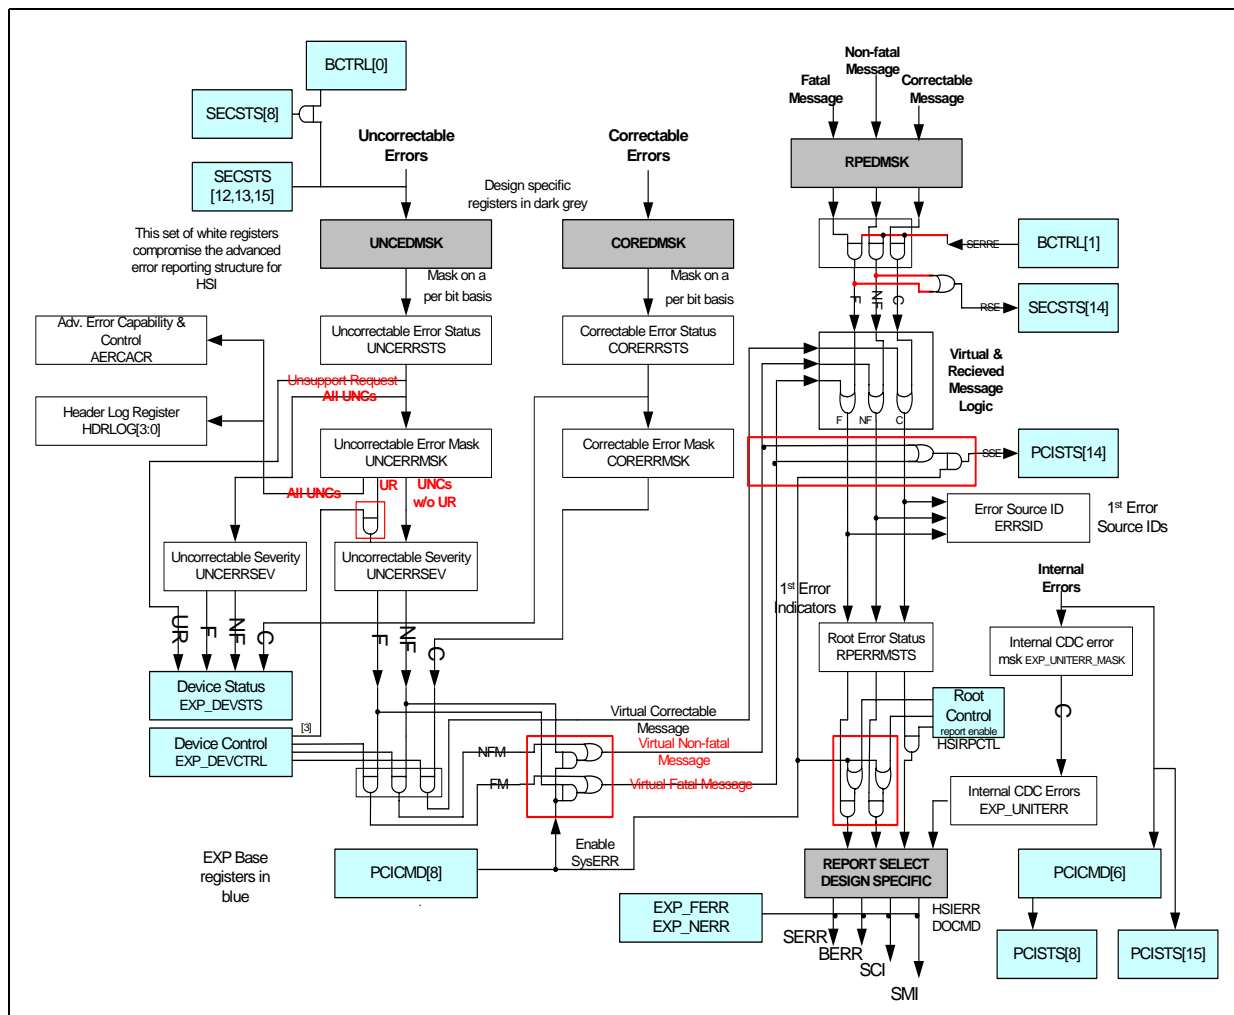 BCTRL[0]
SECSTS[8]
SECSTS
[12,13,15]
Uncorrectable
Errors
Correctable
Errors
Non-fatal
Message
Fatal
Message
Correctable
Message
RPEDMSK
Design specific
registers in dark grey
This set of white registers
compromise the advanced
error reporting structure for
HSI
UNCEDMSK
COREDMSK
SERRE
BCTRL[1]
Mask on a
per bit basis
Mask on a
per bit basis
F
NF
C
RSE
SECSTS[14]
Adv. Error Capability &
Control
AERCACR
Uncorrectable Error Status
UNCERRSTS
Correctable Error Status
CORERRSTS
Virtual &
Recieved
Message
Logic
Unsupport Request
All UNCs
Header Log Register
HDRLOG[3:0]
Uncorrectable Error Mask
UNCERRMSK
Correctable Error Mask
CORERRMSK
F
NF
C
SSE
PCISTS[14]
All UNCs
UR
UNCs
w/o UR
Error Source ID
ERRSID
1st Error
Source IDs
Uncorrectable Severity
UNCERRSEV
Uncorrectable Severity
UNCERRSEV
1st Error
Indicators
Internal
Errors
UR
F
NF
C
F
NF
C
Root Error Status
RPERRMSTS
Internal CDC error
msk EXP_UNITERR_MASK
Device Status
EXP_DEVSTS
Root
Control
report enable
HSIRPCTL
C
[3]
Device Control
EXP_DEVCTRL
Virtual Correctable
Message
NFM
Virtual Non-fatal
Message
FM
Virtual Fatal Message
Internal CDC Errors
EXP_UNITERR
Enable
SysERR
EXP Base
registers in
blue
PCICMD[8]
REPORT SELECT
DESIGN SPECIFIC
PCICMD[6]
EXP_FERR
EXP_NERR
HSIERR
DOCMD
SERR
BERR
SCI
SMI
PCISTS[8]
PCISTS[15]